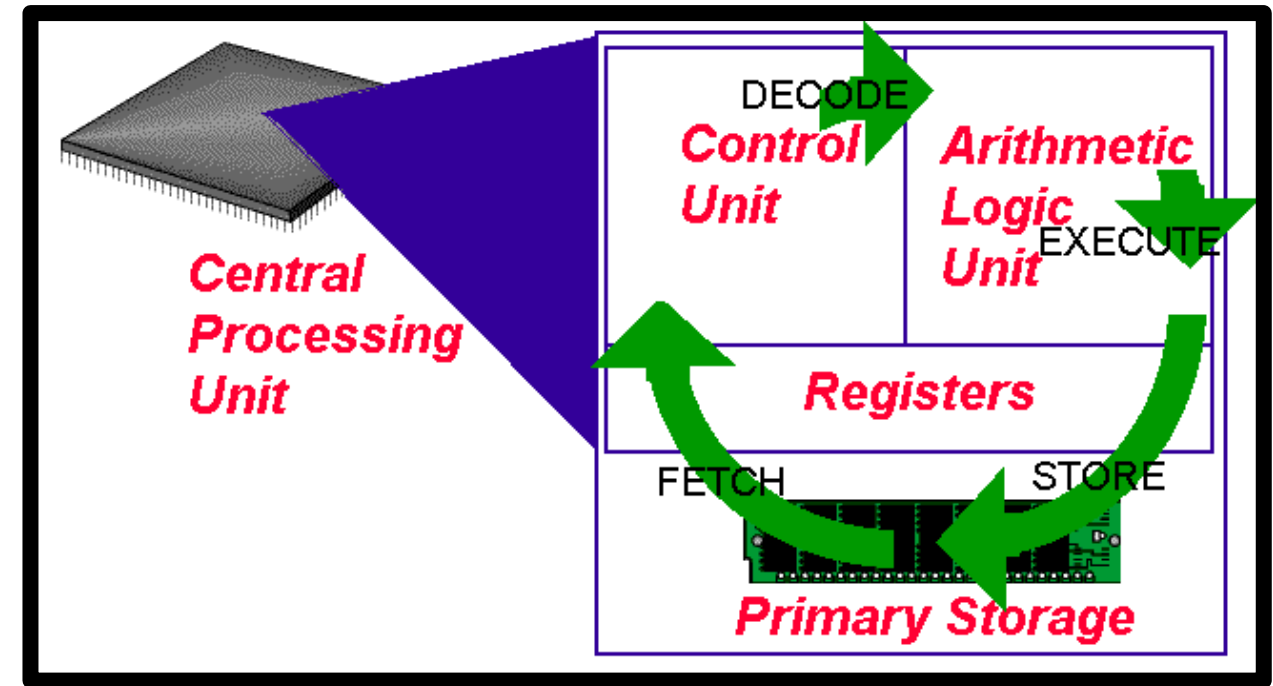 DECODE
Control
Unit
Arithmetic
Logic
Unit
EXECUTE
Central
Processing
Unit
Registers
FETCH
STORE
Primary Storage